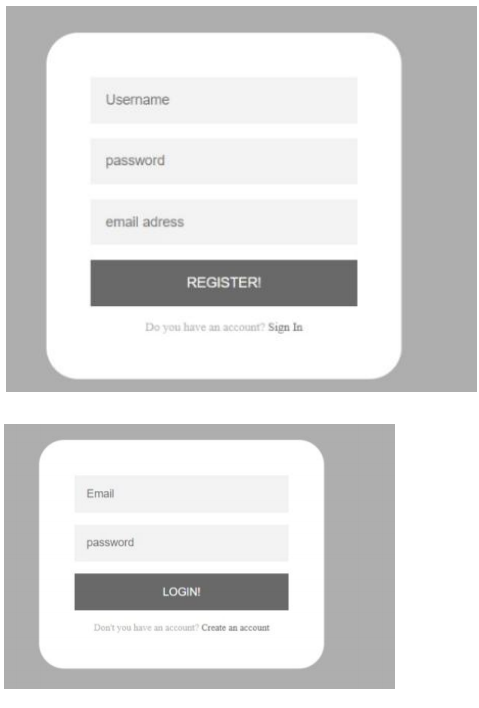 Username
password
email adress
REGISTER!
Do you have an account? Sign In
Email
password
LOGIN!
Don't you have an account? Create an account